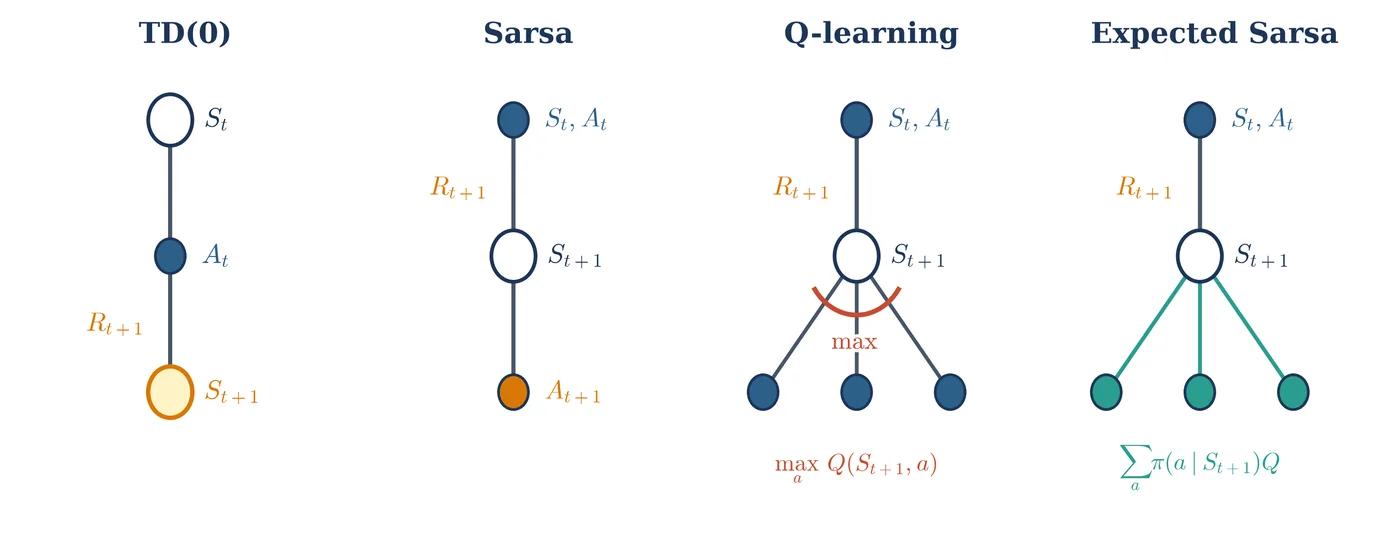 TD(0)
Sarsa
Q-learning
Expected Sarsa
S_t
S_t, A_t
S_t, A_t
S_t, A_t
R_{t+1}
R_{t+1}
R_{t+1}
A_t
S_{t+1}
S_{t+1}
S_{t+1}
R_{t+1}
max
S_{t+1}
A_{t+1}
max_a Q(S_{t+1}, a)
∑_a π(a | S_{t+1})Q